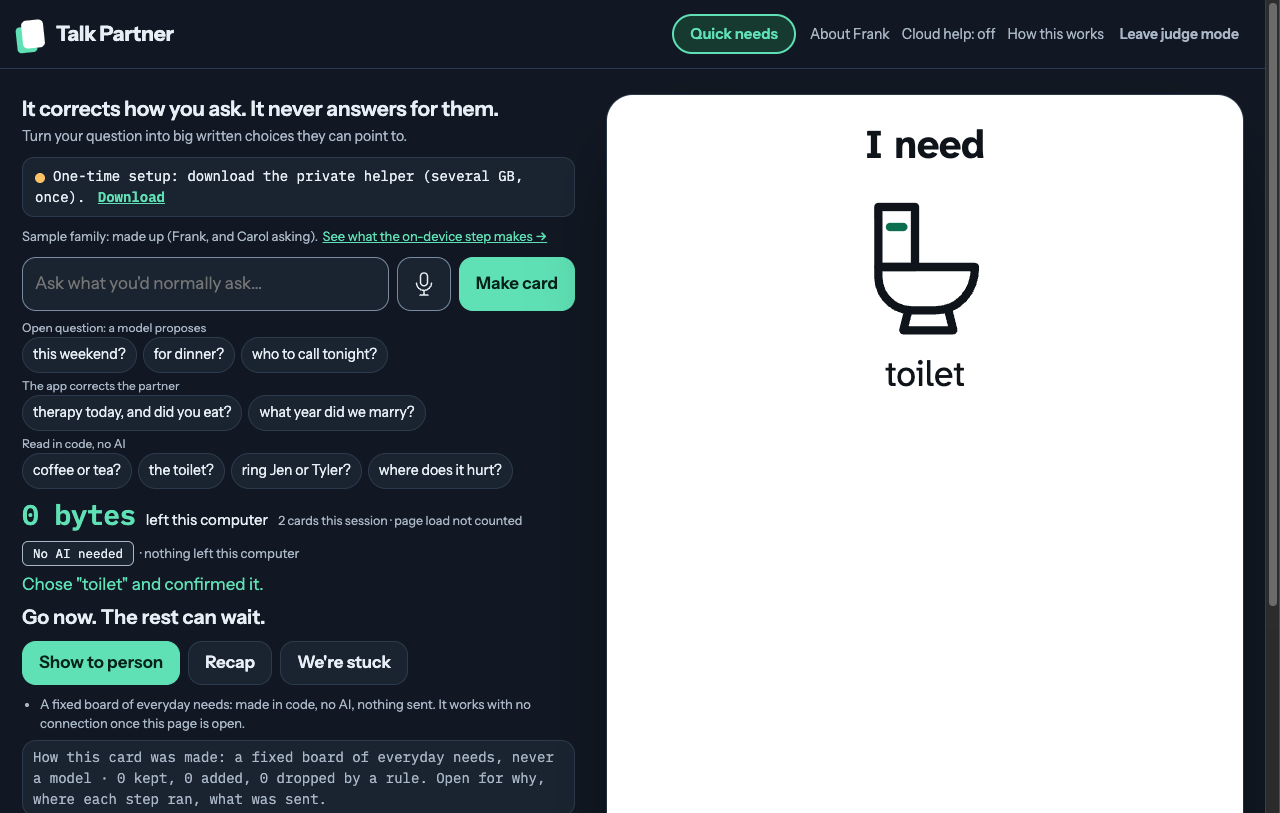 Talk Partner
Quick needs
About Frank
Cloud help: off
How this works
Leave judge mode
It corrects how you ask. It never answers for them.
Turn your question into big written choices they can point to.
One-time setup: download the private helper (several GB,
once). Download
Sample family: made up (Frank, and Carol asking). See what the on-device step makes →
Ask what you'd normally ask...
Make card
Open question: a model proposes
this weekend?
for dinner?
who to call tonight?
The app corrects the partner
therapy today, and did you eat?
what year did we marry?
Read in code, no AI
coffee or tea?
the toilet?
ring Jen or Tyler?
where does it hurt?
0 bytes left this computer 2 cards this session · page load not counted
No AI needed · nothing left this computer
Chose "toilet" and confirmed it.
Go now. The rest can wait.
Show to person
Recap
We're stuck
• A fixed board of everyday needs: made in code, no AI, nothing sent. It works with no
connection once this page is open.
How this card was made: a fixed board of everyday needs, never
a model · 0 kept, 0 added, 0 dropped by a rule. Open for why,
where each step ran, what was sent.
I need
toilet